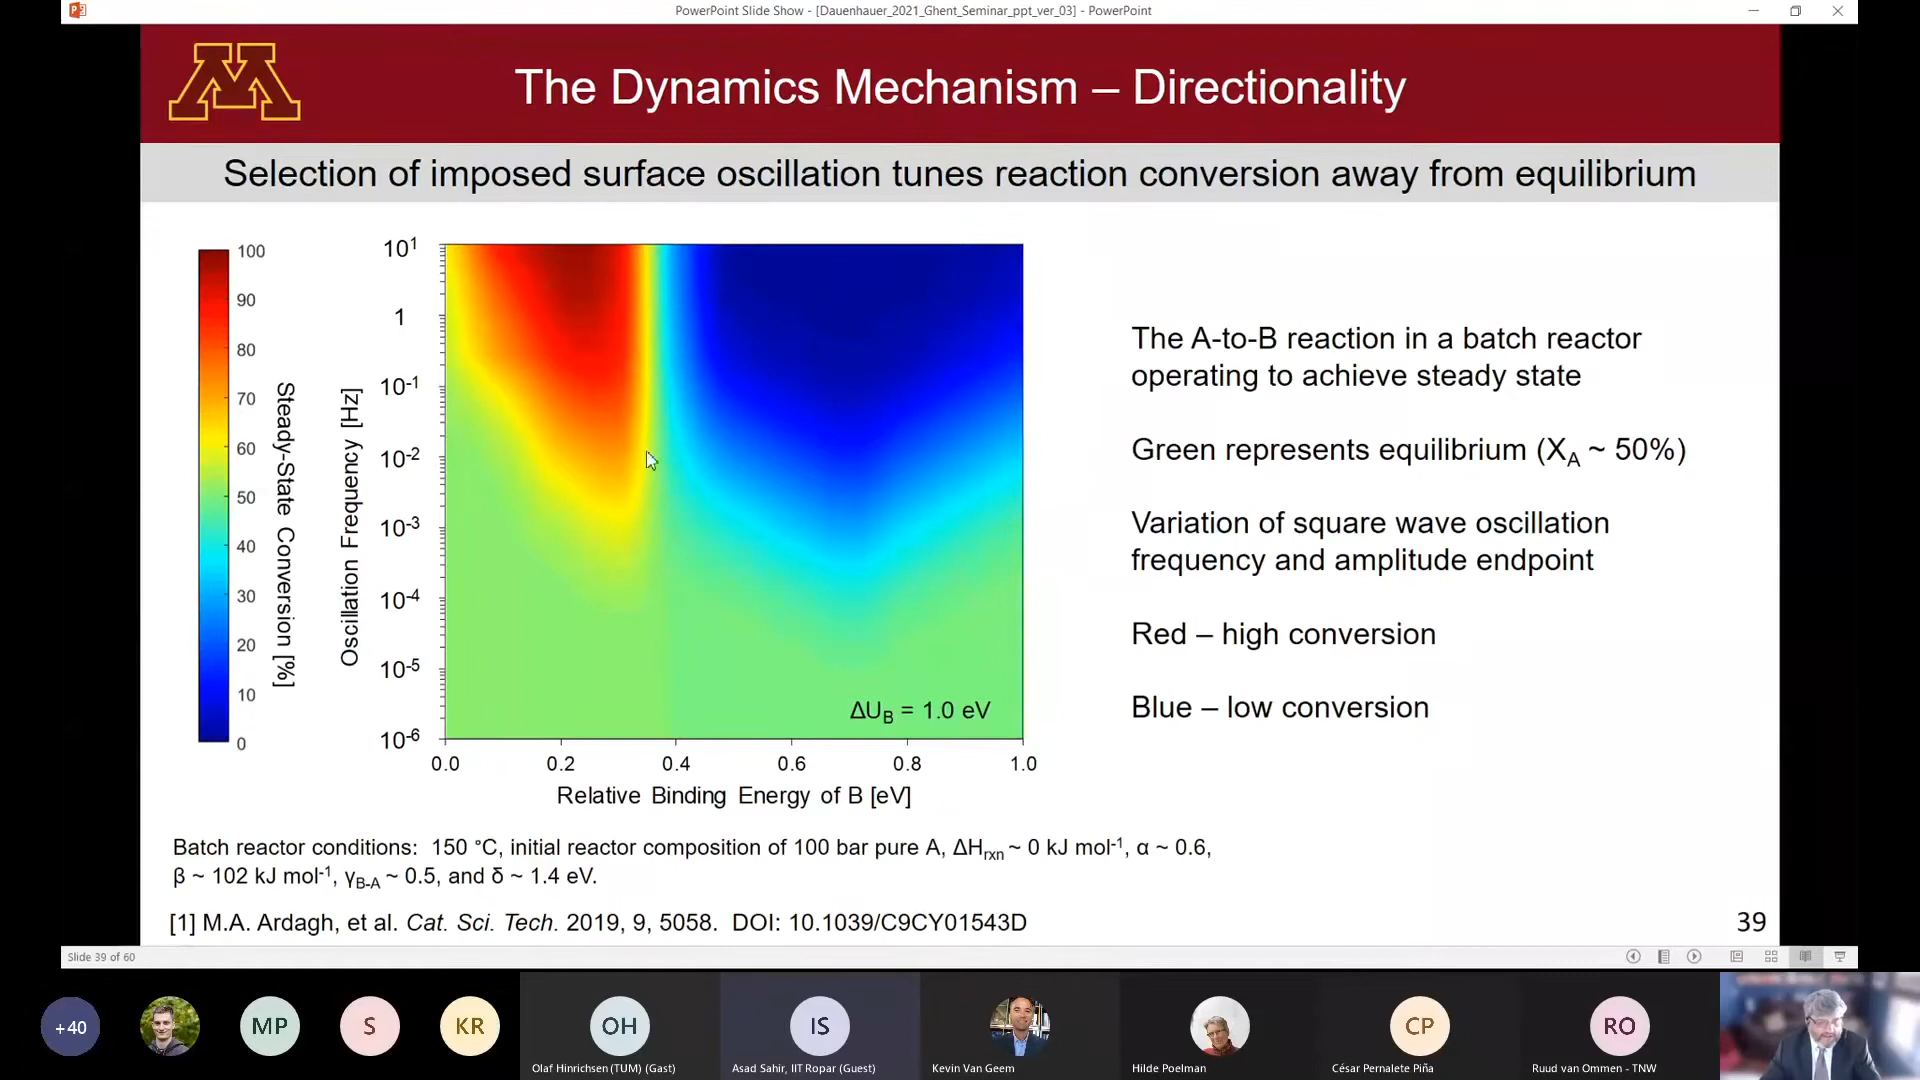 PowerPoint Slide Show - [Dauenhauer_2021_Ghent_Seminar_ppt_ver_03] - PowerPoint
M
The Dynamics Mechanism – Directionality
Selection of imposed surface oscillation tunes reaction conversion away from equilibrium
100
90
80
70
60
50
40
30
20
10
0
Steady-State Conversion [%]
Oscillation Frequency [Hz]
10¹
1
10⁻¹
10⁻²
10⁻³
10⁻⁴
10⁻⁵
10⁻⁶
ΔU_B = 1.0 eV
0.0 0.2 0.4 0.6 0.8 1.0
Relative Binding Energy of B [eV]
The A-to-B reaction in a batch reactor
operating to achieve steady state
Green represents equilibrium (X_A ~ 50%)
Variation of square wave oscillation
frequency and amplitude endpoint
Red – high conversion
Blue – low conversion
Batch reactor conditions: 150 °C, initial reactor composition of 100 bar pure A, ΔH_rxn ~ 0 kJ mol⁻¹, α ~ 0.6,
β ~ 102 kJ mol⁻¹, γ_B-A ~ 0.5, and δ ~ 1.4 eV.
[1] M.A. Ardagh, et al. Cat. Sci. Tech. 2019, 9, 5058. DOI: 10.1039/C9CY01543D
39
Slide 39 of 60
+40 MP S KR OH IS CP RO
Olaf Hinrichsen (TUM) (Gast) Asad Sahir, IIT Ropar (Guest) Kevin Van Geem Hilde Poelman César Pernalete Piña Ruud van Ommen - TNW